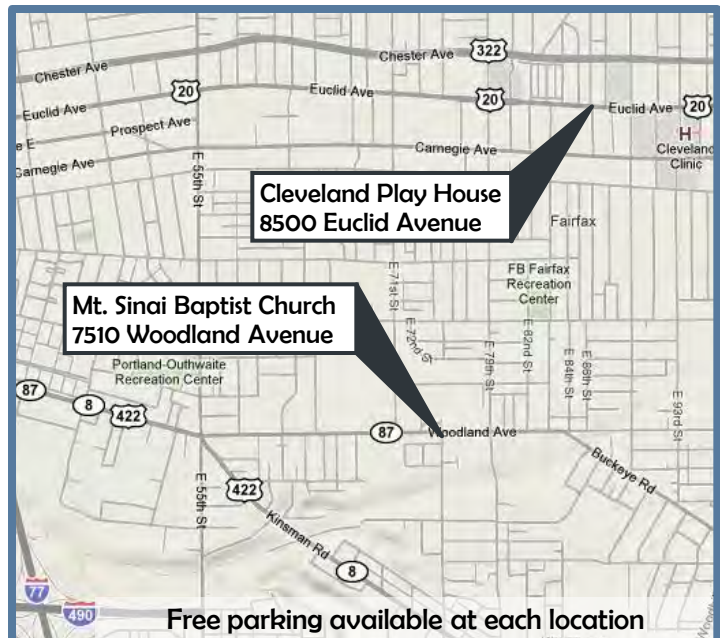 322
Chester Ave
Chester Ave
20
Euclid Ave
20
Euclid Ave
20
Euclid Ave
Prospect Ave
e E
H
Cleveland
Clinic
Carnegie Ave
Carnegie Ave
E 55th St
Cleveland Play House
8500 Euclid Avenue
Fairfax
FB Fairfax
Recreation
Center
E 71st St
Mt. Sinai Baptist Church
7510 Woodland Avenue
E 72nd St
E 79th St
E 82nd St
E 84th St
E 88th St
E 93rd St
Portland-Outhwaite
Recreation Center
87
8
422
87
Woodland Ave
Buckeye Rd
E 55th St
422
Kinsman Rd
8
77
490
Free parking available at each location